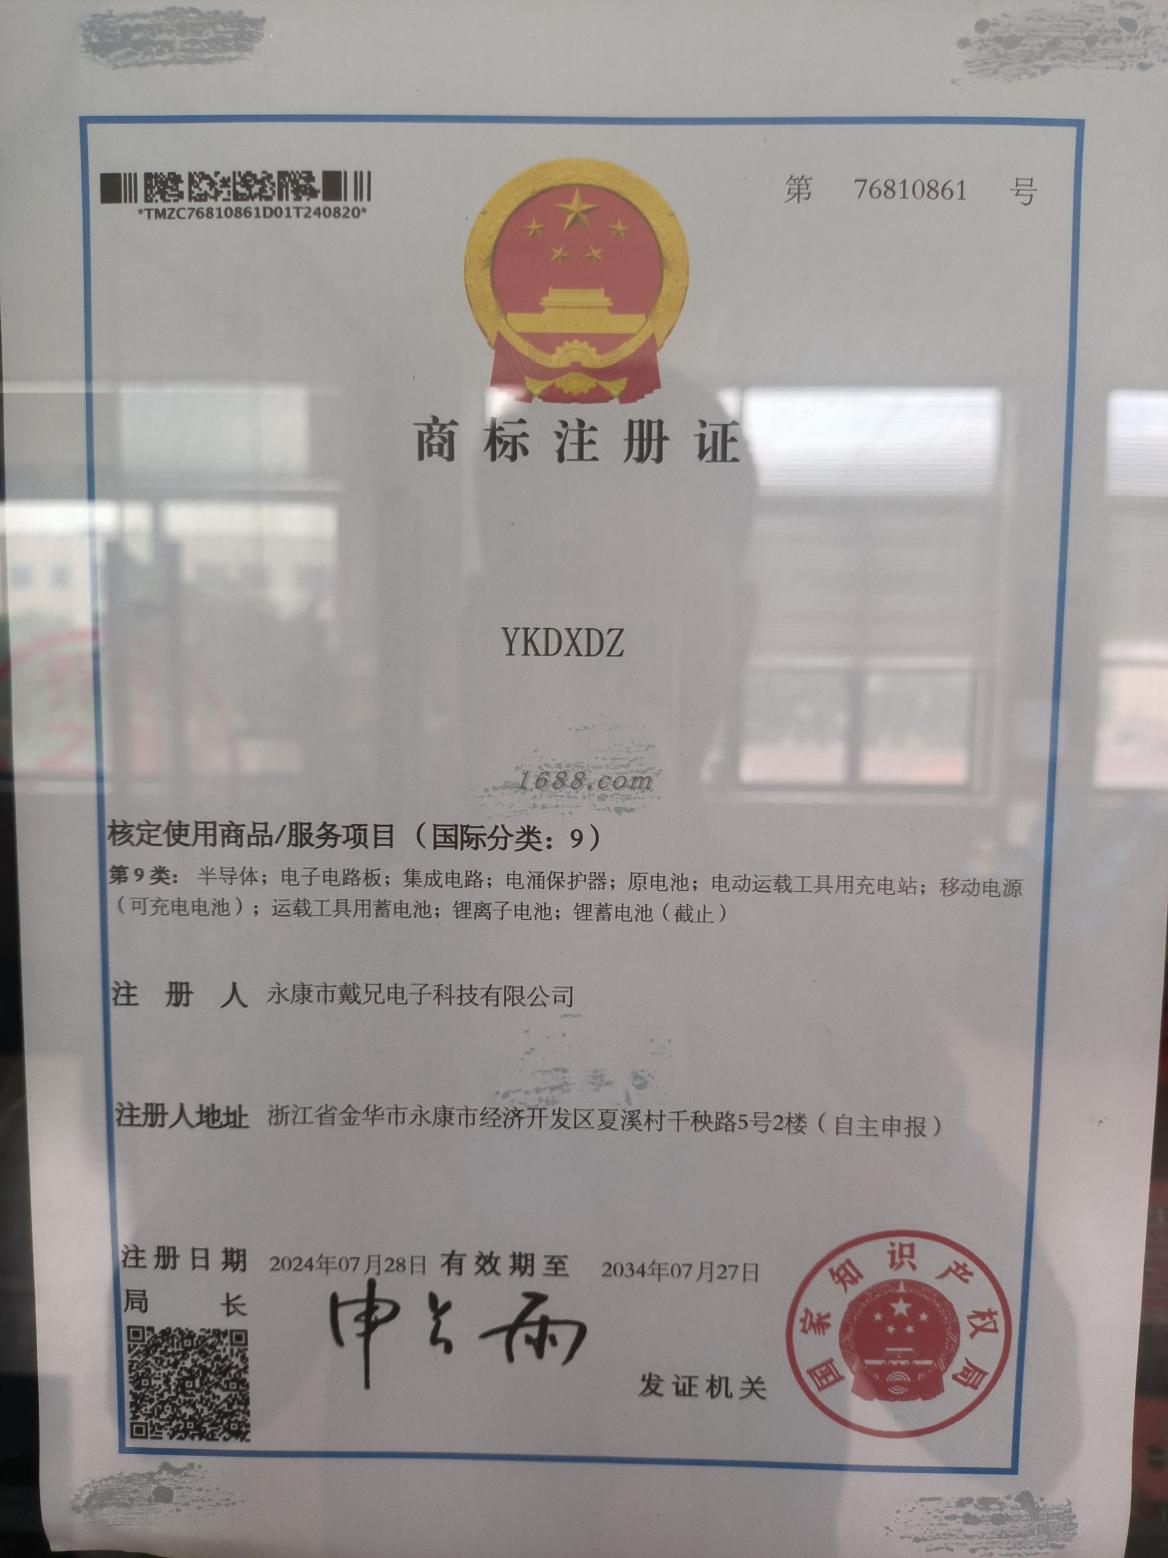 *TMZC76810861D01T240820*
第 76810861 号
商标注册证
YKDXDZ
1688.com
核定使用商品/服务项目（国际分类：9）
第9类：半导体；电子电路板；集成电路；电涌保护器；原电池；电动运载工具用充电站；移动电源
（可充电电池）；运载工具用蓄电池；锂离子电池；锂蓄电池（截止）
注册人 永康市戴兄电子科技有限公司
注册人地址 浙江省金华市永康市经济开发区夏溪村千秧路5号2楼（自主申报）
注册日期 2024年07月28日 有效期至 2034年07月27日
局长 申长雨
发证机关
国家知识产权局